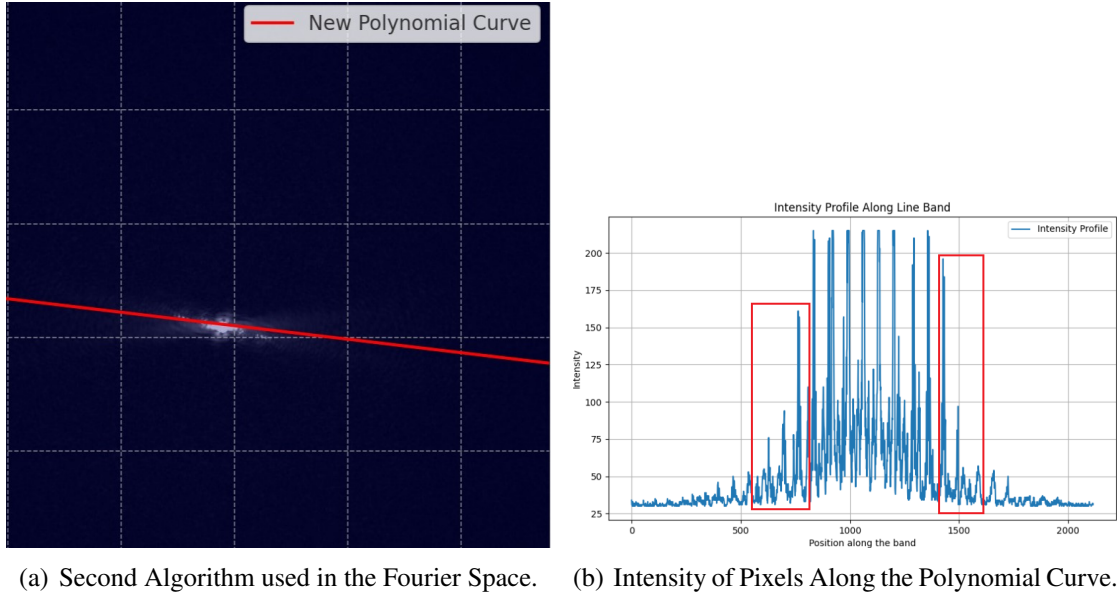 New Polynomial Curve
Intensity Profile Along Line Band
Intensity Profile
200
175
150
125
100
75
50
25
Intensity
0
500
1000
1500
2000
Position along the band
(a) Second Algorithm used in the Fourier Space.
(b) Intensity of Pixels Along the Polynomial Curve.